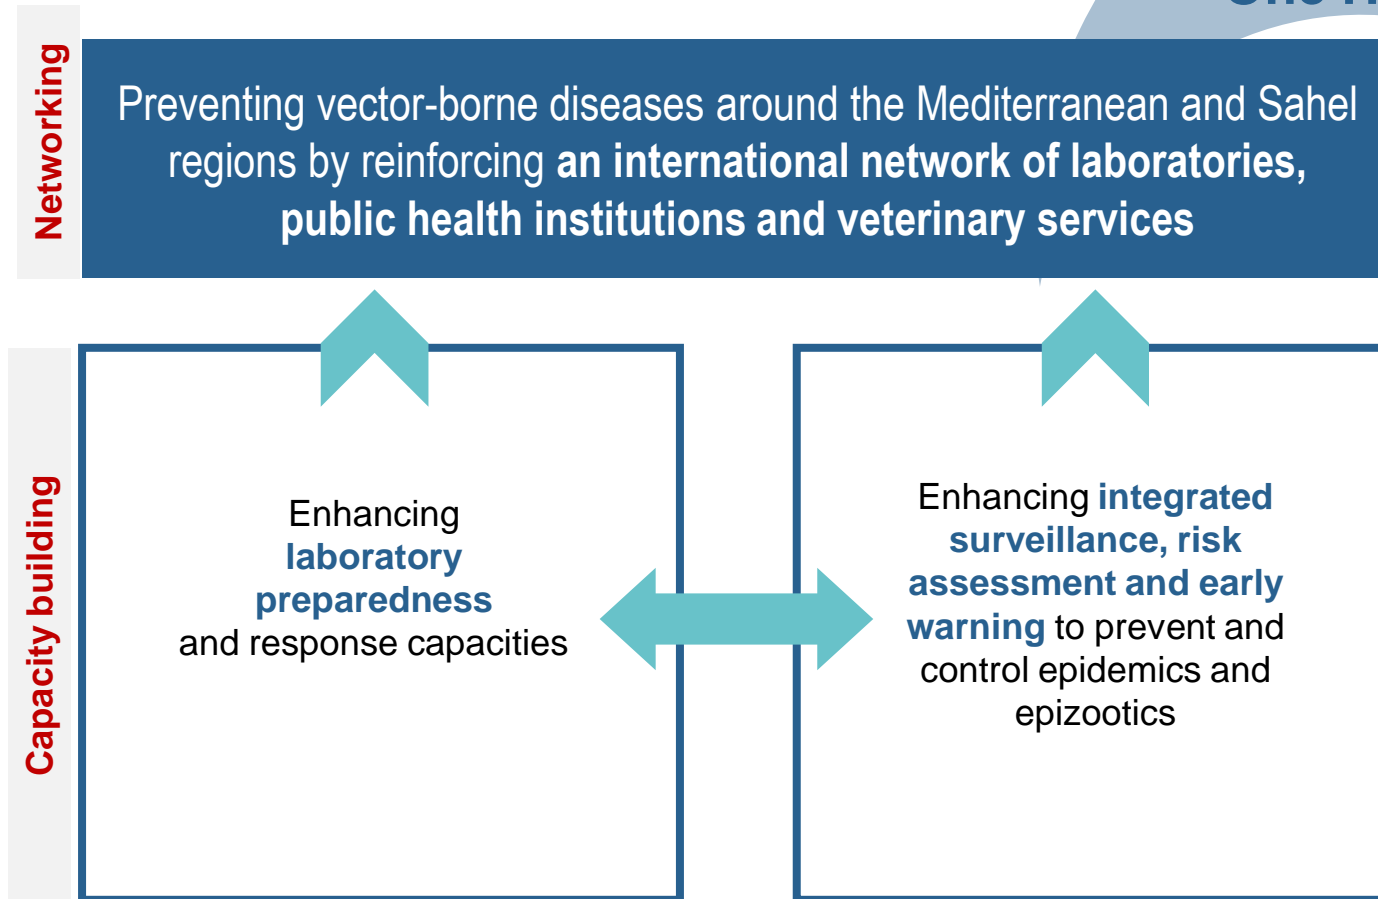 Networking
Preventing vector-borne diseases around the Mediterranean and Sahel
regions by reinforcing an international network of laboratories,
public health institutions and veterinary services
Capacity building
Enhancing
laboratory
preparedness
and response capacities
Enhancing integrated
surveillance, risk
assessment and early
warning to prevent and
control epidemics and
epizootics